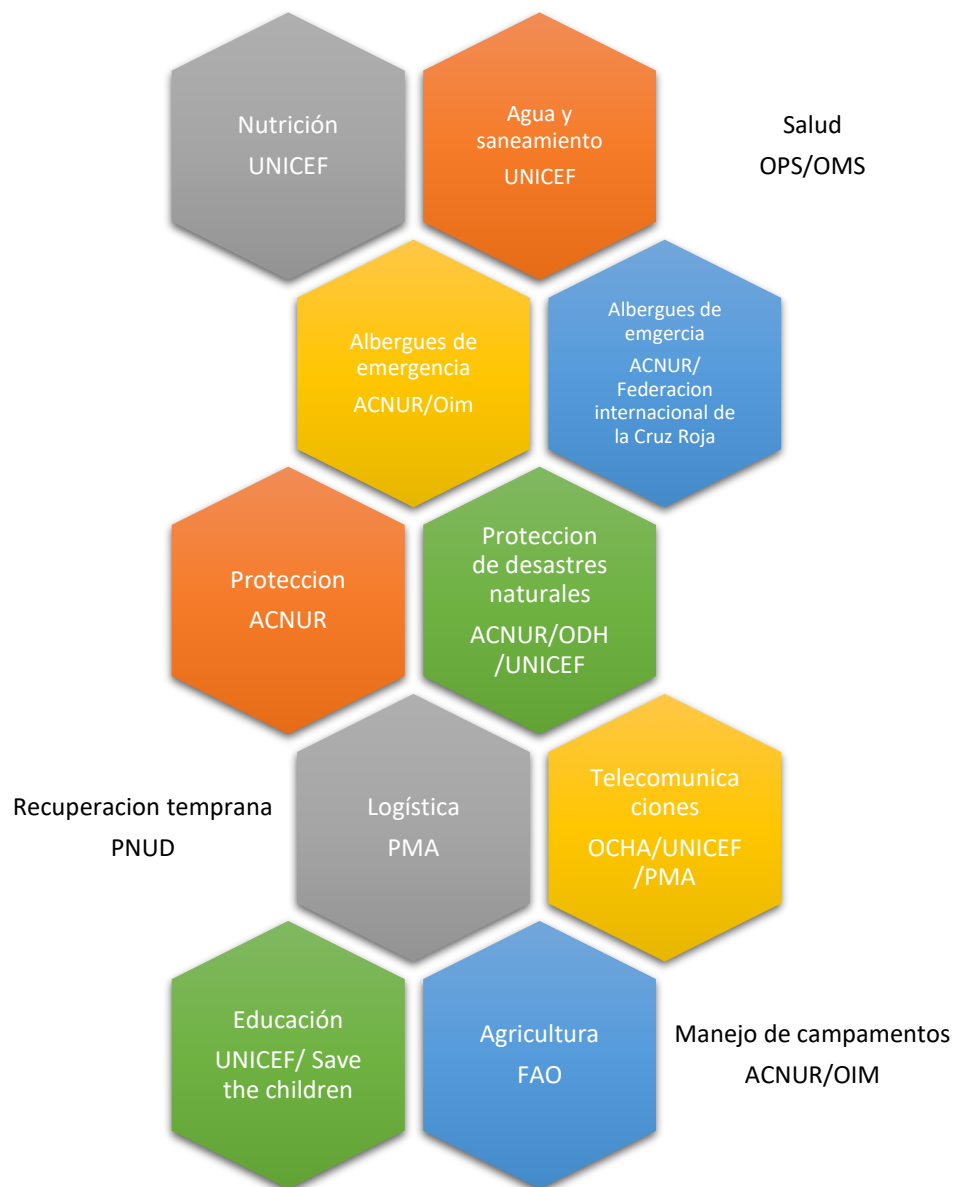 Nutrición
UNICEF
Agua y
saneamiento
UNICEF
Salud
OPS/OMS
Albergues de
emergencia
ACNUR/Oim
Albergues de
emgercia
ACNUR/
Federacion
internacional de
la Cruz Roja
Proteccion
ACNUR
Proteccion
de desastres
naturales
ACNUR/ODH
/UNICEF
Recuperacion temprana
PNUD
Logística
PMA
Telecomunica
ciones
OCHA/UNICEF
/PMA
Educación
UNICEF/ Save
the children
Agricultura
FAO
Manejo de campamentos
ACNUR/OIM